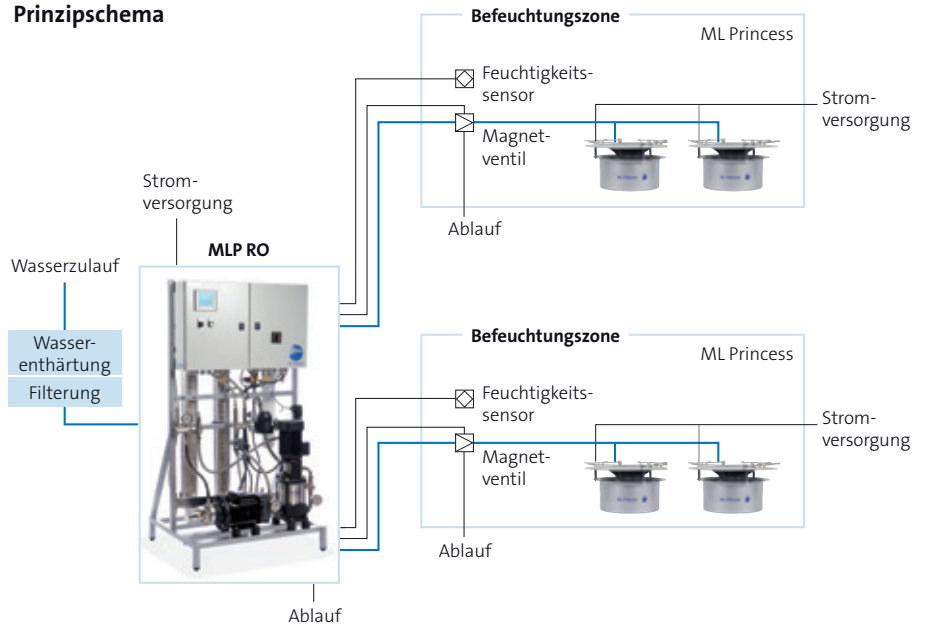 Prinzipschema
Befeuchtungszone
ML Princess
Feuchtigkeits-
sensor
Magnet-
ventil
Strom-
versorgung
Ablauf
Strom-
versorgung
MLP RO
Wasserzulauf
Wasser-
enthärtung
Filterung
Ablauf
Befeuchtungszone
ML Princess
Feuchtigkeits-
sensor
Magnet-
ventil
Strom-
versorgung
Ablauf